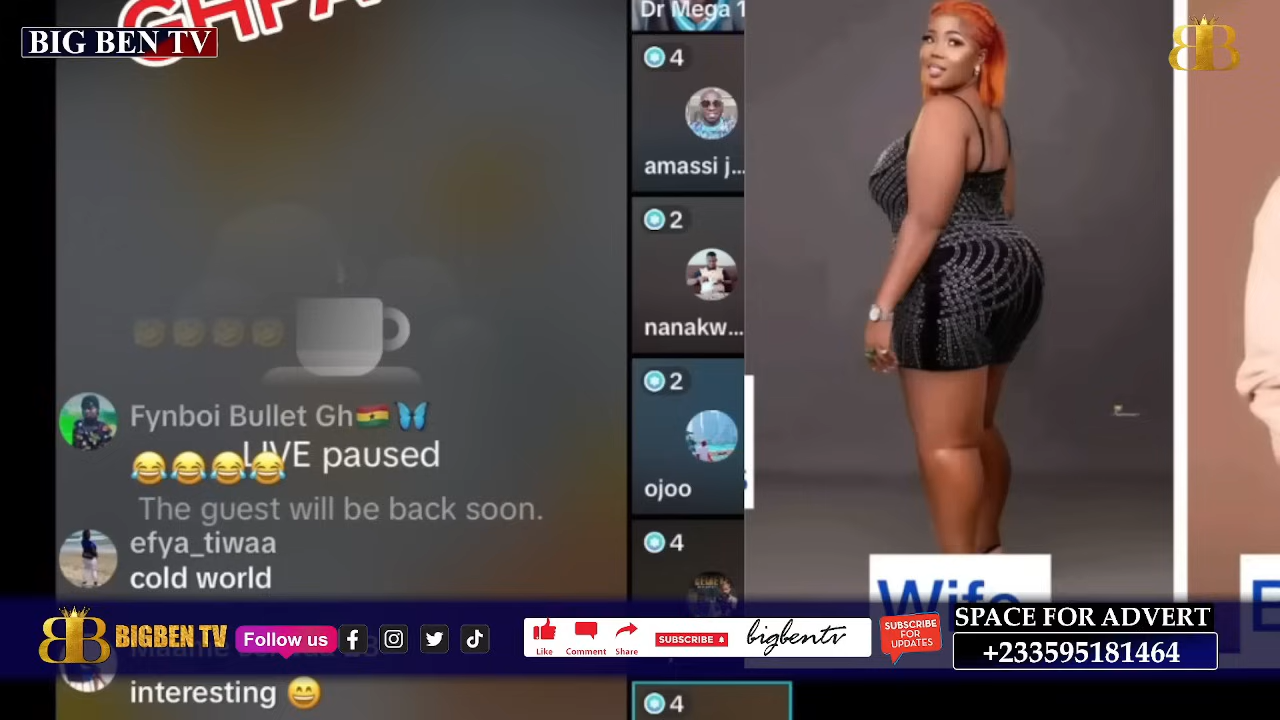 GHPA
BIG BEN TV
Dr Mega 1
4
amassi j...
2
nanakw...
2
ojoo
4
Fynboi Bullet Gh🇬🇭🦋
😂😂😂😂
LIVE paused
The guest will be back soon.
efya_tiwaa
cold world
interesting 😄
4
Wife
BIGBEN TV
Follow us
Like
Comment
Share
SUBSCRIBE
bigbentv
SUBSCRIBE
FOR
UPDATES
SPACE FOR ADVERT
+233595181464